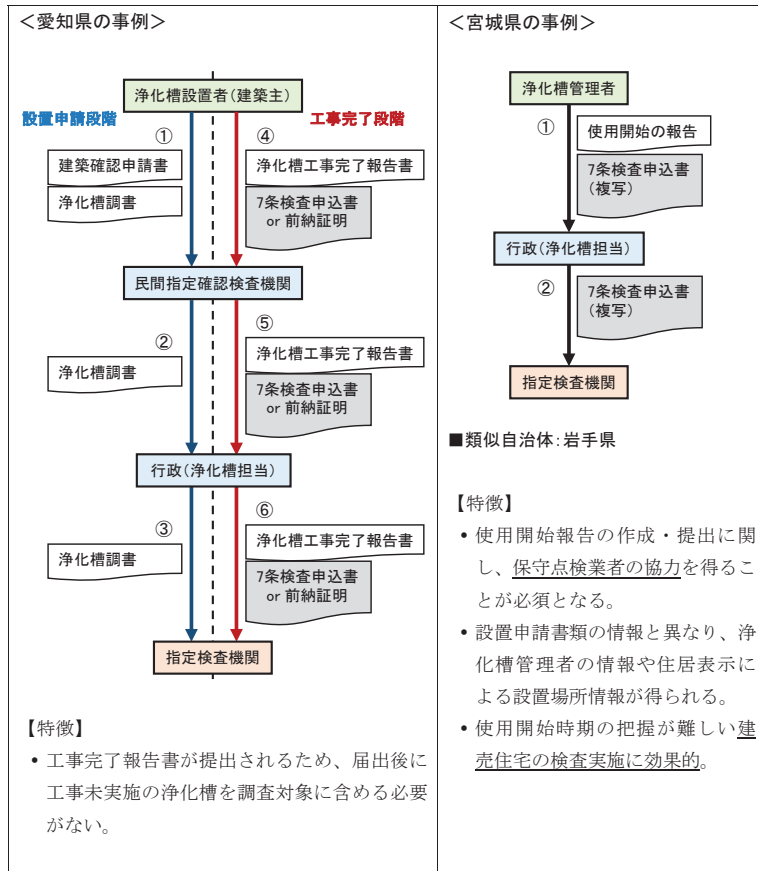 ＜愛知県の事例＞
浄化槽設置者（建築主）
設置申請段階
工事完了段階
①
建築確認申請書
浄化槽調書
④
浄化槽工事完了報告書
7条検査申込書
or 前納証明
民間指定確認検査機関
②
浄化槽調書
⑤
浄化槽工事完了報告書
7条検査申込書
or 前納証明
行政（浄化槽担当）
③
浄化槽調書
⑥
浄化槽工事完了報告書
7条検査申込書
or 前納証明
指定検査機関
【特徴】
• 工事完了報告書が提出されるため、届出後に
工事未実施の浄化槽を調査対象に含める必要
がない。
＜宮城県の事例＞
浄化槽管理者
①
使用開始の報告
7条検査申込書
（複写）
行政（浄化槽担当）
②
7条検査申込書
（複写）
指定検査機関
■類似自治体：岩手県
【特徴】
• 使用開始報告の作成・提出に関
し、保守点検業者の協力を得るこ
とが必須となる。
• 設置申請書類の情報と異なり、浄
化槽管理者の情報や住居表示に
よる設置場所情報が得られる。
• 使用開始時期の把握が難しい建
売住宅の検査実施に効果的。